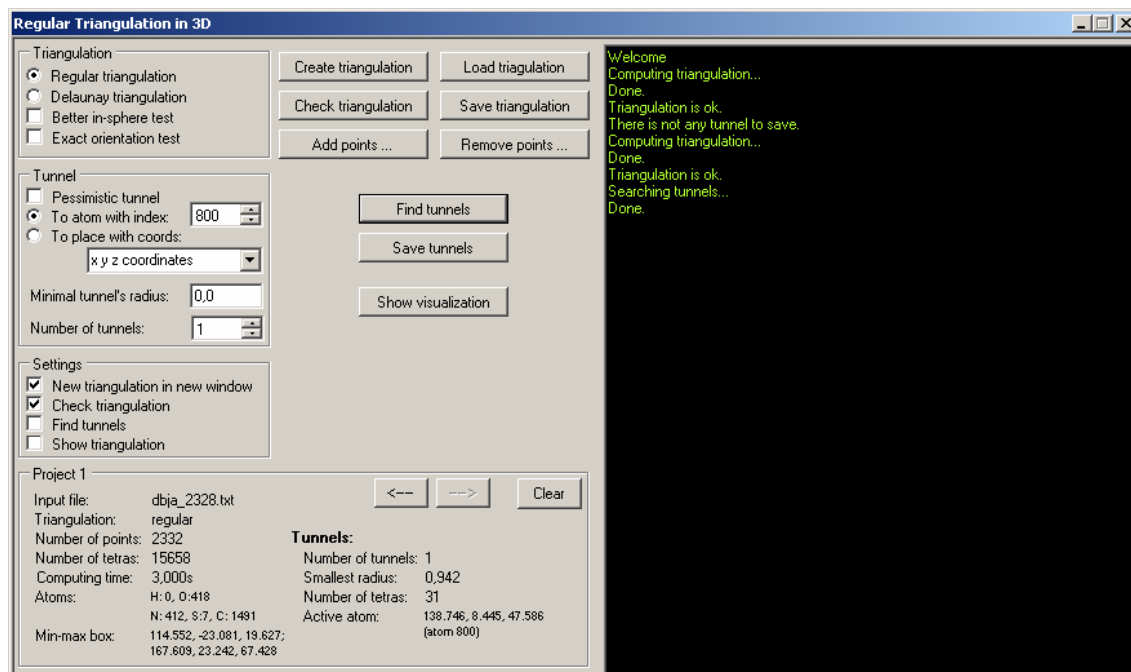 Regular Triangulation in 3D
Triangulation
Regular triangulation
Delaunay triangulation
Better in-sphere test
Exact orientation test
Create triangulation
Load triagulation
Check triangulation
Save triangulation
Add points ...
Remove points ...
Tunnel
Pessimistic tunnel
To atom with index: 800
To place with coords:
x y z coordinates
Minimal tunnel's radius: 0,0
Number of tunnels: 1
Find tunnels
Save tunnels
Show visualization
Settings
New triangulation in new window
Check triangulation
Find tunnels
Show triangulation
Project 1
<--
-->
Clear
Input file: dbja_2328.txt
Triangulation: regular
Number of points: 2332
Number of tetras: 15658
Computing time: 3,000s
Atoms: H: 0, O:418
N: 412, S:7, C: 1491
Min-max box: 114.552, -23.081, 19.627;
167.609, 23.242, 67.428
Tunnels:
Number of tunnels: 1
Smallest radius: 0,942
Number of tetras: 31
Active atom: 138.746, 8.445, 47.586
(atom 800)
Welcome
Computing triangulation...
Done.
Triangulation is ok.
There is not any tunnel to save.
Computing triangulation...
Done.
Triangulation is ok.
Searching tunnels...
Done.